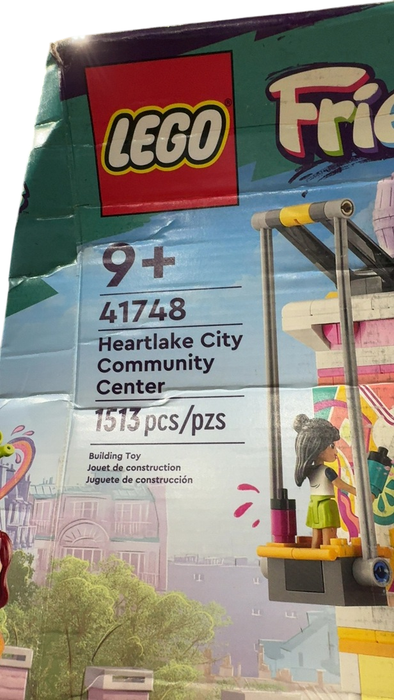 LEGO
Frie
9+
41748
Heartlake City
Community
Center
1513 pcs/pzs
Building Toy
Jouet de construction
Juguete de construcción